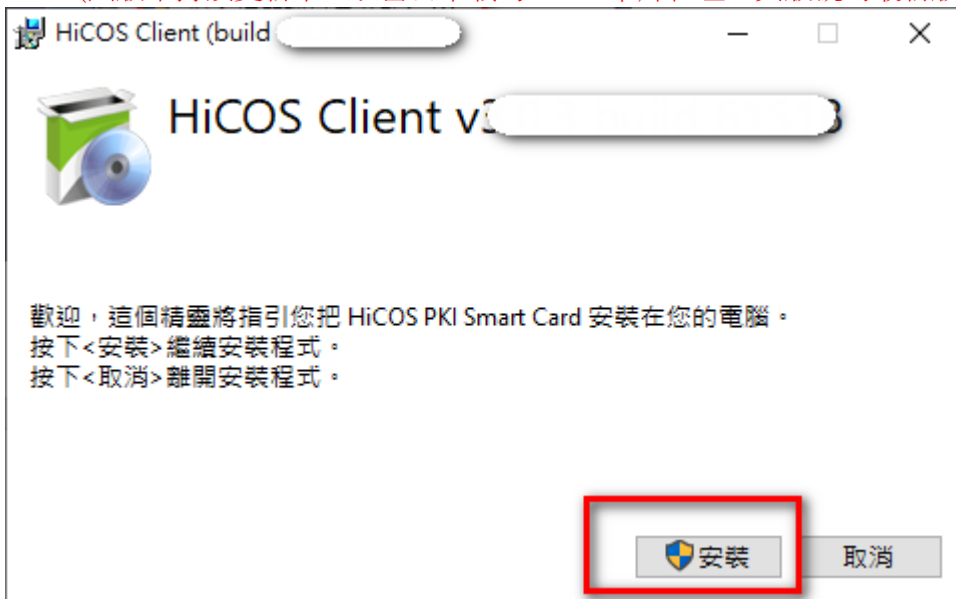 HiCOS Client (build
HiCOS Client v3
歡迎，這個精靈將指引您把 HiCOS PKI Smart Card 安裝在您的電腦。
按下<安裝>繼續安裝程式。
按下<取消>離開安裝程式。
安裝 取消